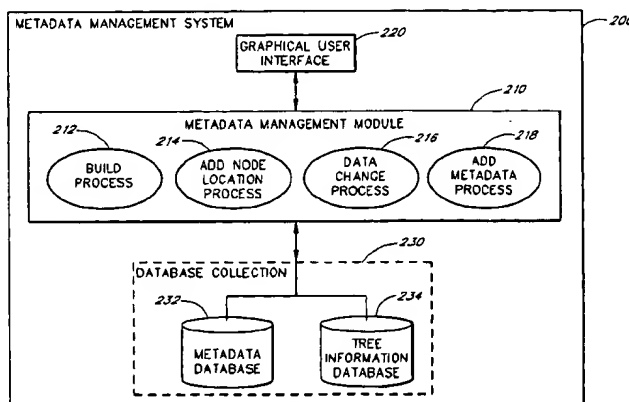 METADATA MANAGEMENT SYSTEM
200
220
GRAPHICAL USER
INTERFACE
210
METADATA MANAGEMENT MODULE
212
BUILD
PROCESS
214
ADD NODE
LOCATION
PROCESS
216
DATA
CHANGE
PROCESS
218
ADD
METADATA
PROCESS
230
DATABASE COLLECTION
232
METADATA
DATABASE
234
TREE
INFORMATION
DATABASE